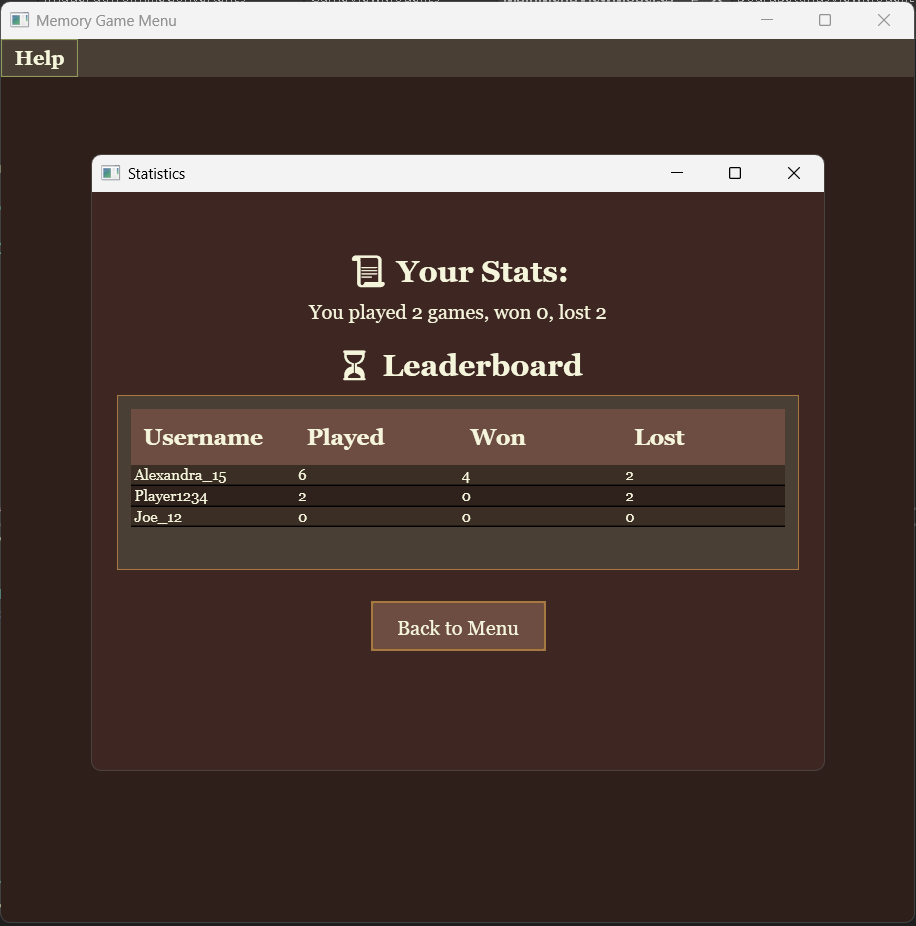 Memory Game Menu
Help
Statistics
Your Stats:
You played 2 games, won 0, lost 2
Leaderboard
Username Played Won Lost
Alexandra_15 6 4 2
Player1234 2 0 2
Joe_12 0 0 0
Back to Menu